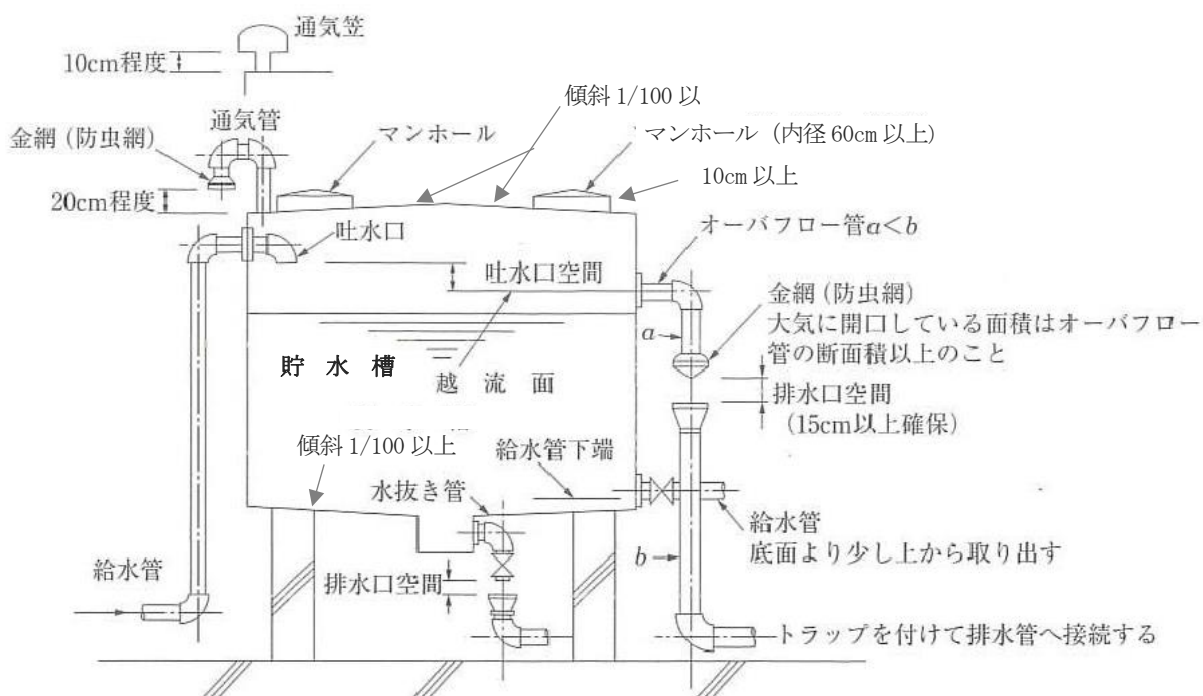 通気笠
10cm程度
傾斜 1/100 以
通気管
マンホール
マンホール (内径 60cm 以上)
金網 (防虫網)
10cm 以上
20cm程度
オーバフロー管a<b
吐水口
吐水口空間
金網 (防虫網)
大気に開口している面積はオーバフロー
管の断面積以上のこと
a
貯 水 槽
越 流 面
排水口空間
(15cm以上確保)
傾斜 1/100 以上
給水管下端
水抜き管
給水管
底面より少し上から取り出す
b
給水管
排水口空間
トラップを付けて排水管へ接続する